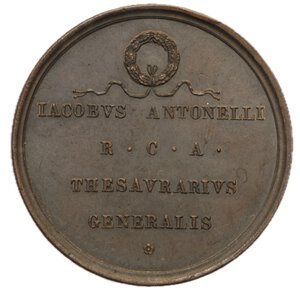 IACOBVS ANTONELLI
R · C · A ·
THESAVRARIVS
GENERALIS